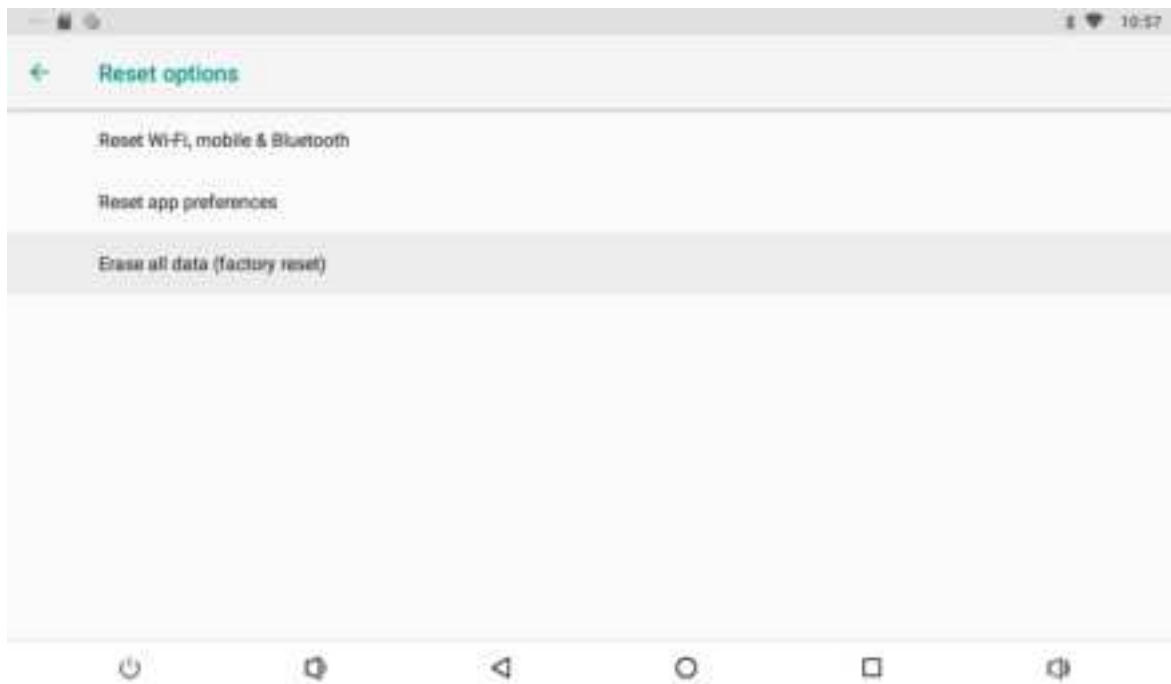 10:57
Reset options
Reset Wi-Fi, mobile & Bluetooth
Reset app preferences
Erase all data (factory reset)